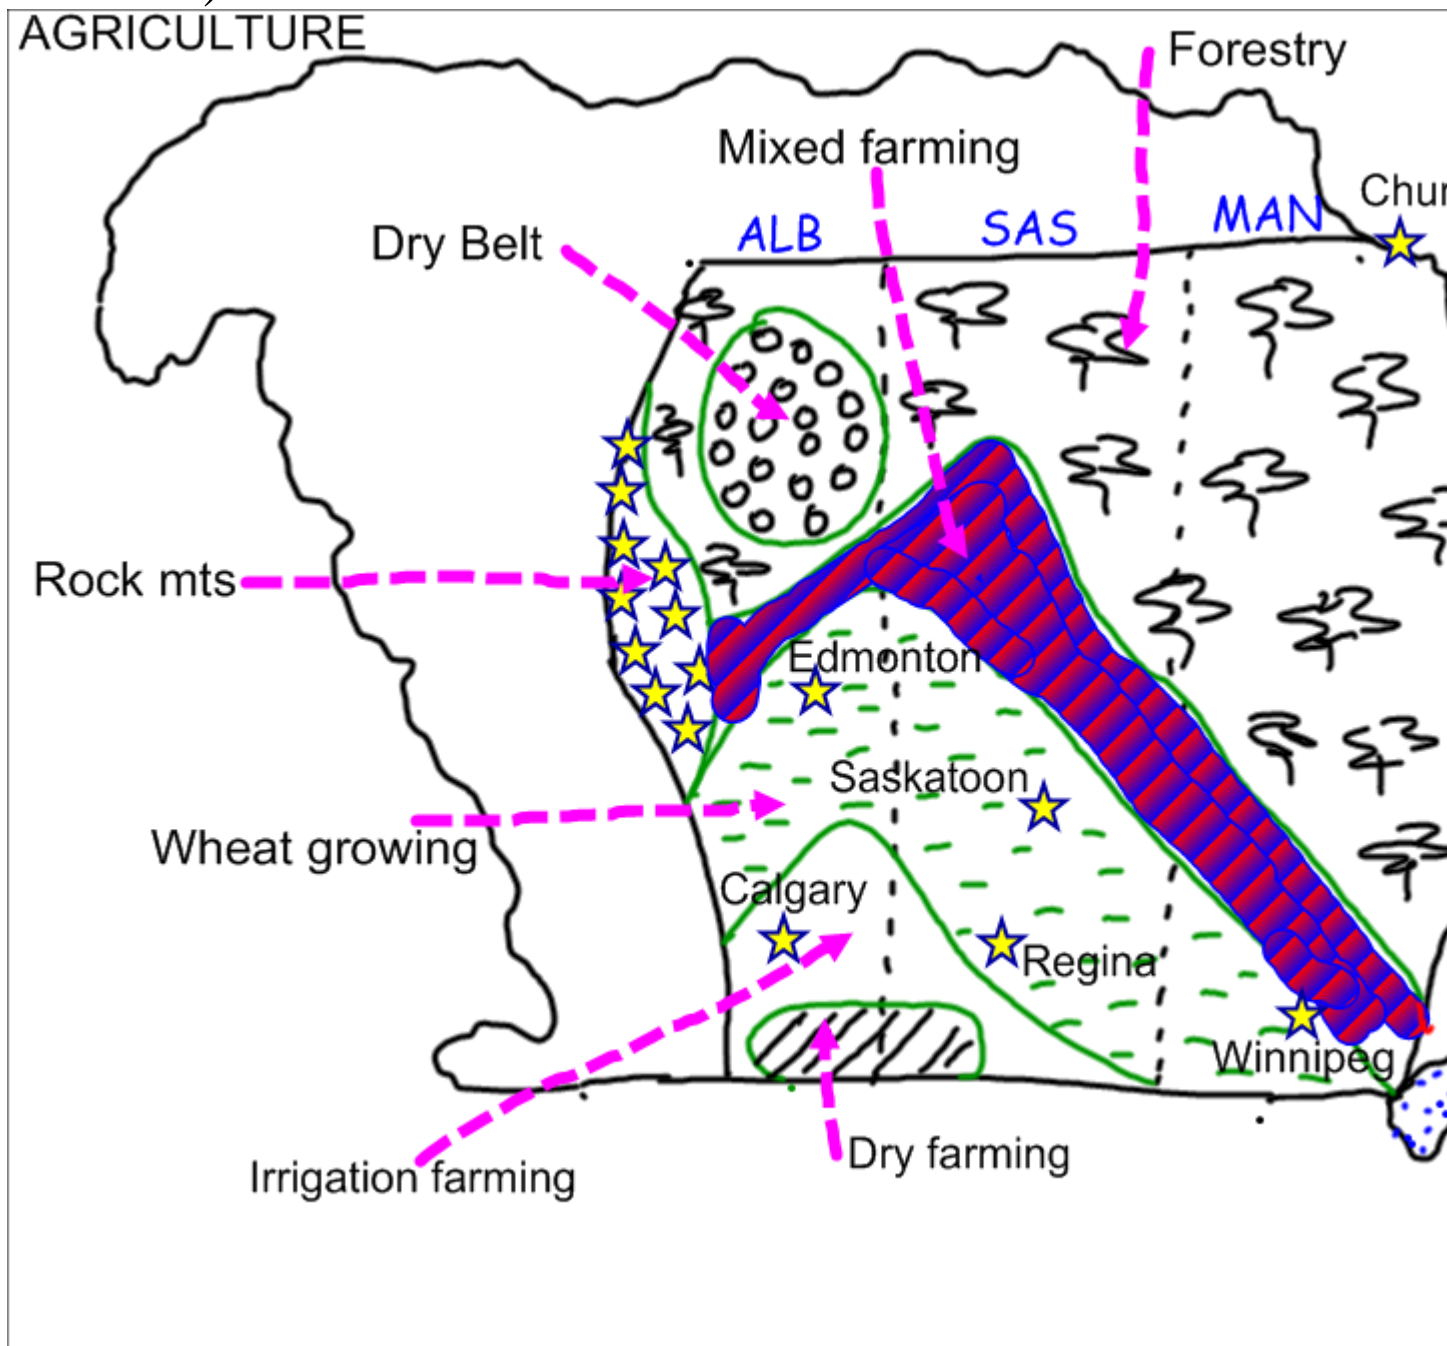 AGRICULTURE
Forestry
Mixed farming
Chur
ALB
SAS
MAN
Dry Belt
Rock mts
Edmonton
Saskatoon
Wheat growing
Calgary
Regina
Winnipeg
Dry farming
Irrigation farming